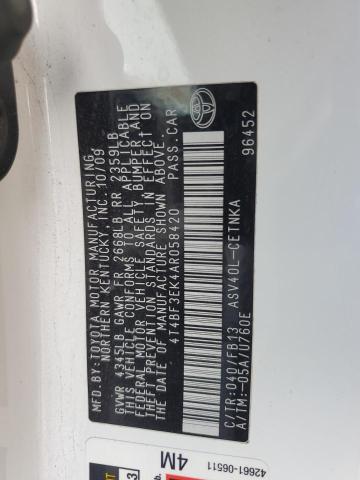 MFD.BY:TOYOTA MOTOR MANUFACTURING,
NORTHERN KENTUCKY, INC. 10/09
GVWR 4345LB GAWR FR 2668LB RR 2359LB
THIS VEHICLE CONFORMS TO ALL APPLICABLE
FEDERAL MOTOR VEHICLE SAFETY BUMPER, AND
THEFT PREVENTION STANDARDS IN EFFECT ON
THE DATE OF MANUFACTURE SHOWN ABOVE.
4T4BF3EK4AR058420 PASS.CAR
C/TR:040/FB13 ASV40L-CETNKA
A/TM:-05A/U760E 96452
42661-06511
4M